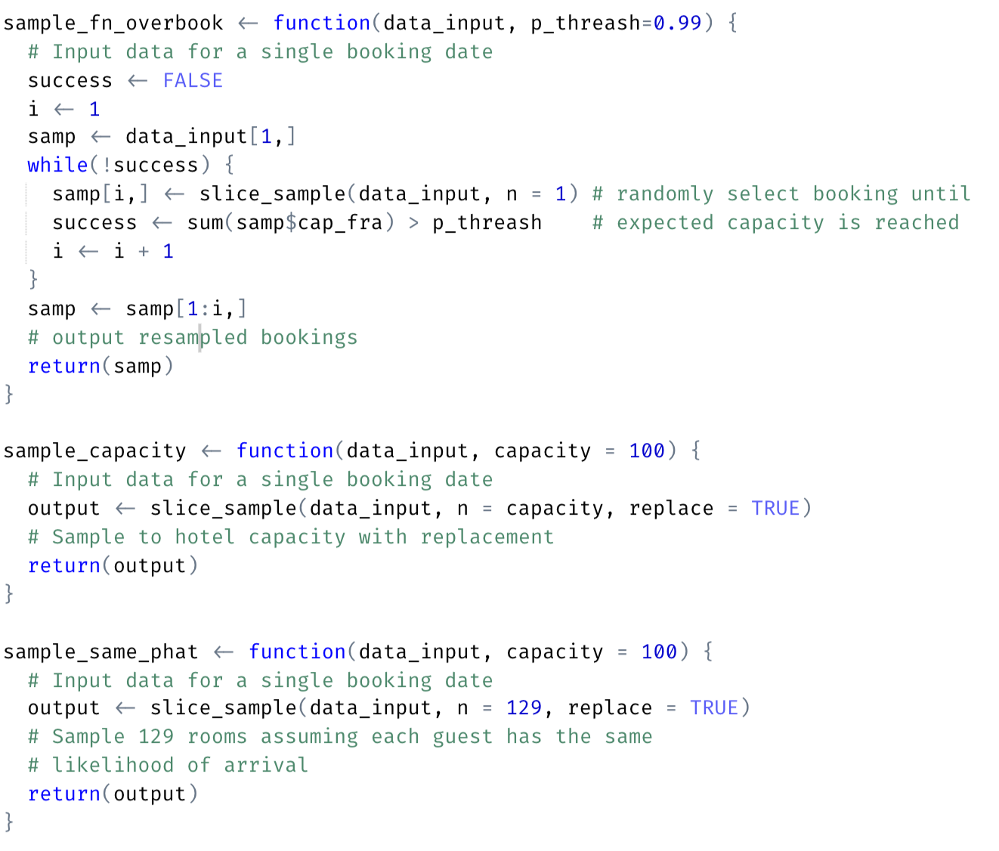 sample_fn_overbook ← function(data_input, p_threash=0.99) {
  # Input data for a single booking date
  success ← FALSE
  i ← 1
  samp ← data_input[1,]
  while(!success) {
    samp[i,] ← slice_sample(data_input, n = 1) # randomly select booking until
    success ← sum(samp$cap_fra) > p_threash    # expected capacity is reached
    i ← i + 1
  }
  samp ← samp[1:i,]
  # output resampled bookings
  return(samp)
}

sample_capacity ← function(data_input, capacity = 100) {
  # Input data for a single booking date
  output ← slice_sample(data_input, n = capacity, replace = TRUE)
  # Sample to hotel capacity with replacement
  return(output)
}

sample_same_phat ← function(data_input, capacity = 100) {
  # Input data for a single booking date
  output ← slice_sample(data_input, n = 129, replace = TRUE)
  # Sample 129 rooms assuming each guest has the same
  # likelihood of arrival
  return(output)
}